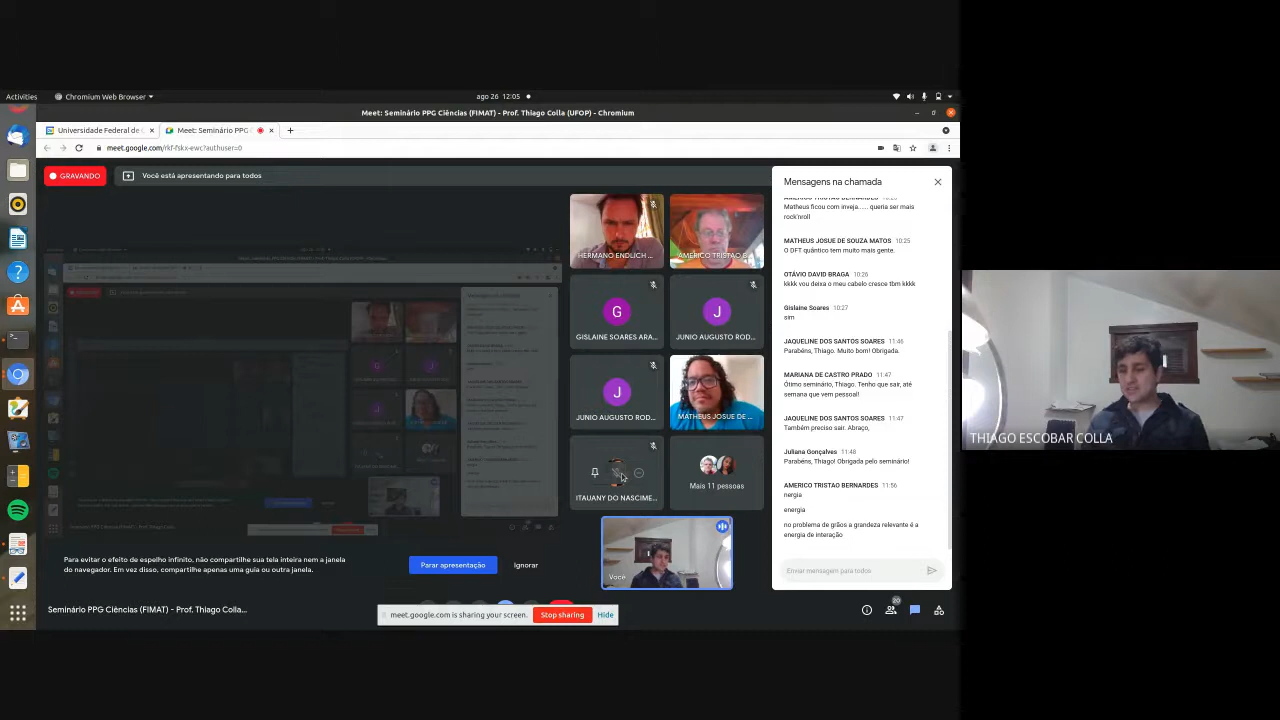 Activities
Chromium Web Browser
ago 26 12:05
Meet: Seminário PPG Ciências (FIMAT) - Prof. Thiago Colla (UFOP) - Chromium
Universidade Federal de
Meet: Seminário PPG
meet.google.com/rkf-fskx-ewc?authuser=0
GRAVANDO
Você está apresentando para todos
HERMANO ENDLICH ...
AMÉRICO TRISTÃO B...
GISLAINE SOARES ARA...
JUNIO AUGUSTO ROD...
JUNIO AUGUSTO ROD...
MATHEUS JOSUE DE ...
ITAUANY DO NASCIME...
Mais 11 pessoas
Você
Mensagens na chamada
AMERICO TRISTAO BERNARDES
Matheus ficou com inveja..... queria ser mais
rock'nroll
MATHEUS JOSUE DE SOUZA MATOS 10:25
O DFT quântico tem muito mais gente.
OTÁVIO DAVID BRAGA 10:26
kkkk vou deixa o meu cabelo cresce tbm kkkk
Gislaine Soares 10:27
sim
JAQUELINE DOS SANTOS SOARES 11:46
Parabéns, Thiago. Muito bom! Obrigada.
MARIANA DE CASTRO PRADO 11:47
Ótimo seminário, Thiago. Tenho que sair, até
semana que vem pessoal!
JAQUELINE DOS SANTOS SOARES 11:47
Também preciso sair. Abraço,
Juliana Gonçalves 11:48
Parabéns, Thiago! Obrigada pelo seminário!
AMERICO TRISTAO BERNARDES 11:56
nergia
energia
no problema de grãos a grandeza relevante é a
energia de interação
Enviar mensagem para todos
Para evitar o efeito de espelho infinito, não compartilhe sua tela inteira nem a janela
do navegador. Em vez disso, compartilhe apenas uma guia ou outra janela.
Parar apresentação
Ignorar
Seminário PPG Ciências (FIMAT) - Prof. Thiago Colla...
meet.google.com is sharing your screen.
Stop sharing
Hide
20
THIAGO ESCOBAR COLLA